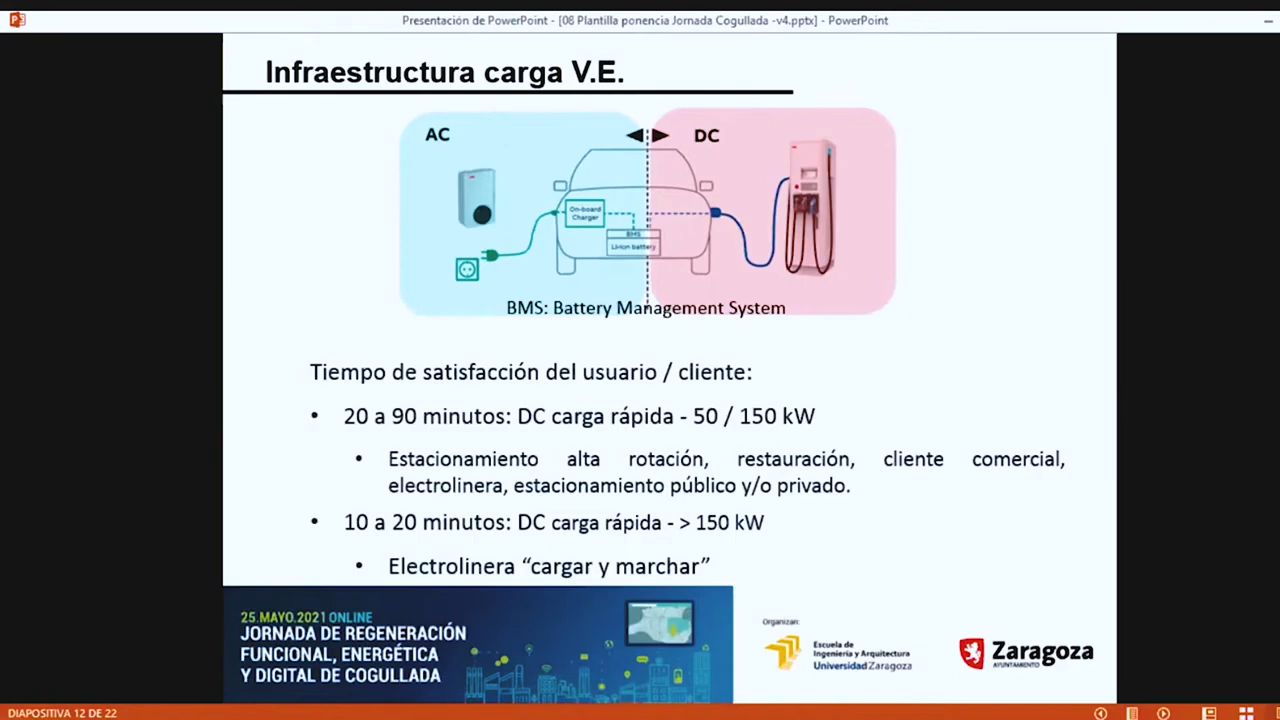 Presentación de PowerPoint - [08 Plantilla ponencia Jornada Cogullada -v4.pptx] - PowerPoint
Infraestructura carga V.E.
AC
DC
On-board
Charger
BMS
Li-ion battery
BMS: Battery Management System
Tiempo de satisfacción del usuario / cliente:
• 20 a 90 minutos: DC carga rápida - 50 / 150 kW
• Estacionamiento alta rotación, restauración, cliente comercial,
electrolinera, estacionamiento público y/o privado.
• 10 a 20 minutos: DC carga rápida - > 150 kW
• Electrolinera “cargar y marchar”
25.MAYO.2021 ONLINE
JORNADA DE REGENERACIÓN
FUNCIONAL, ENERGÉTICA
Y DIGITAL DE COGULLADA
Organizan:
Escuela de
Ingeniería y Arquitectura
Universidad Zaragoza
Zaragoza
AYUNTAMIENTO
DIAPOSITIVA 12 DE 22